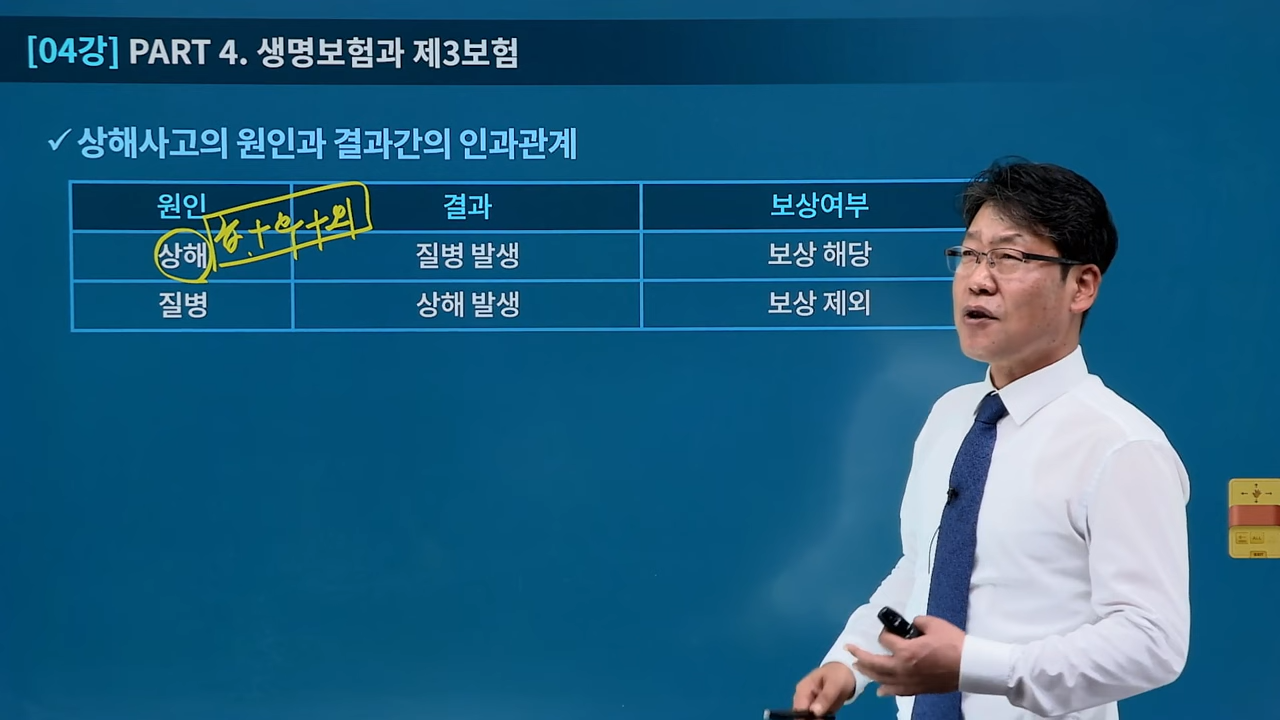 [04강] PART 4. 생명보험과 제3보험
✓ 상해사고의 원인과 결과간의 인과관계
원인 결과 보상여부
상해 급+우+외 질병 발생 보상 해당
질병 상해 발생 보상 제외